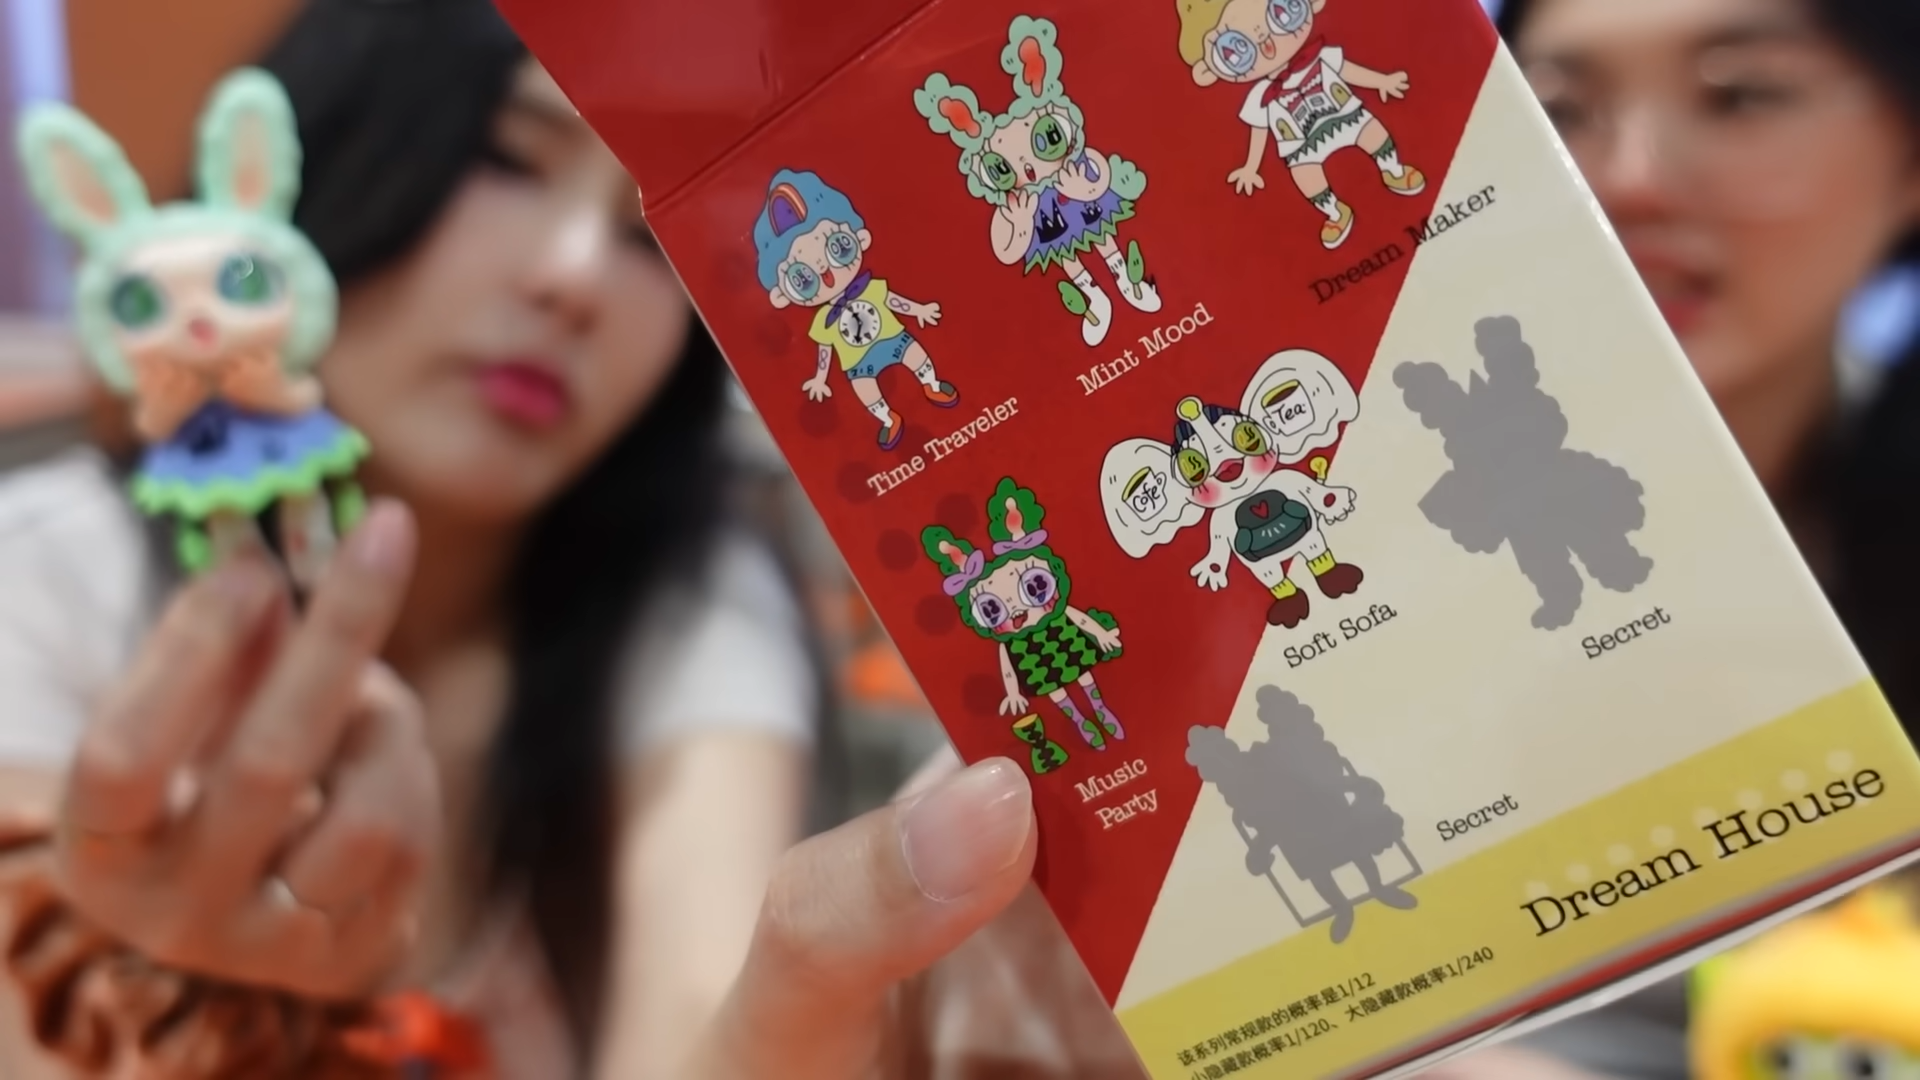 Dream Maker
Mint Mood
Time Traveler
Cofe
Tea
Soft Sofa
Secret
Music
Party
Secret
Dream House
该系列常规款的概率是1/12
小隐藏款概率1/120、大隐藏款概率1/240